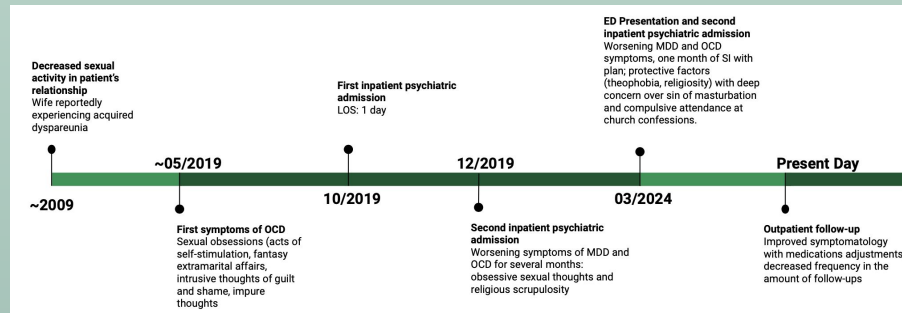 Decreased sexual
activity in patient's
relationship
Wife reportedly
experiencing acquired
dyspareunia
~2009
~05/2019
First symptoms of OCD
Sexual obsessions (acts of
self-stimulation, fantasy
extramarital affairs,
intrusive thoughts of guilt
and shame, impure
thoughts
First inpatient psychiatric
admission
LOS: 1 day
10/2019
12/2019
Second inpatient psychiatric
admission
Worsening symptoms of MDD and
OCD for several months:
obsessive sexual thoughts and
religious scrupulosity
ED Presentation and second
inpatient psychiatric admission
Worsening MDD and OCD
symptoms, one month of SI with
plan; protective factors
(theophobia, religiosity) with deep
concern over sin of masturbation
and compulsive attendance at
church confessions.
03/2024
Present Day
Outpatient follow-up
Improved symptomatology
with medications adjustments
decreased frequency in the
amount of follow-ups